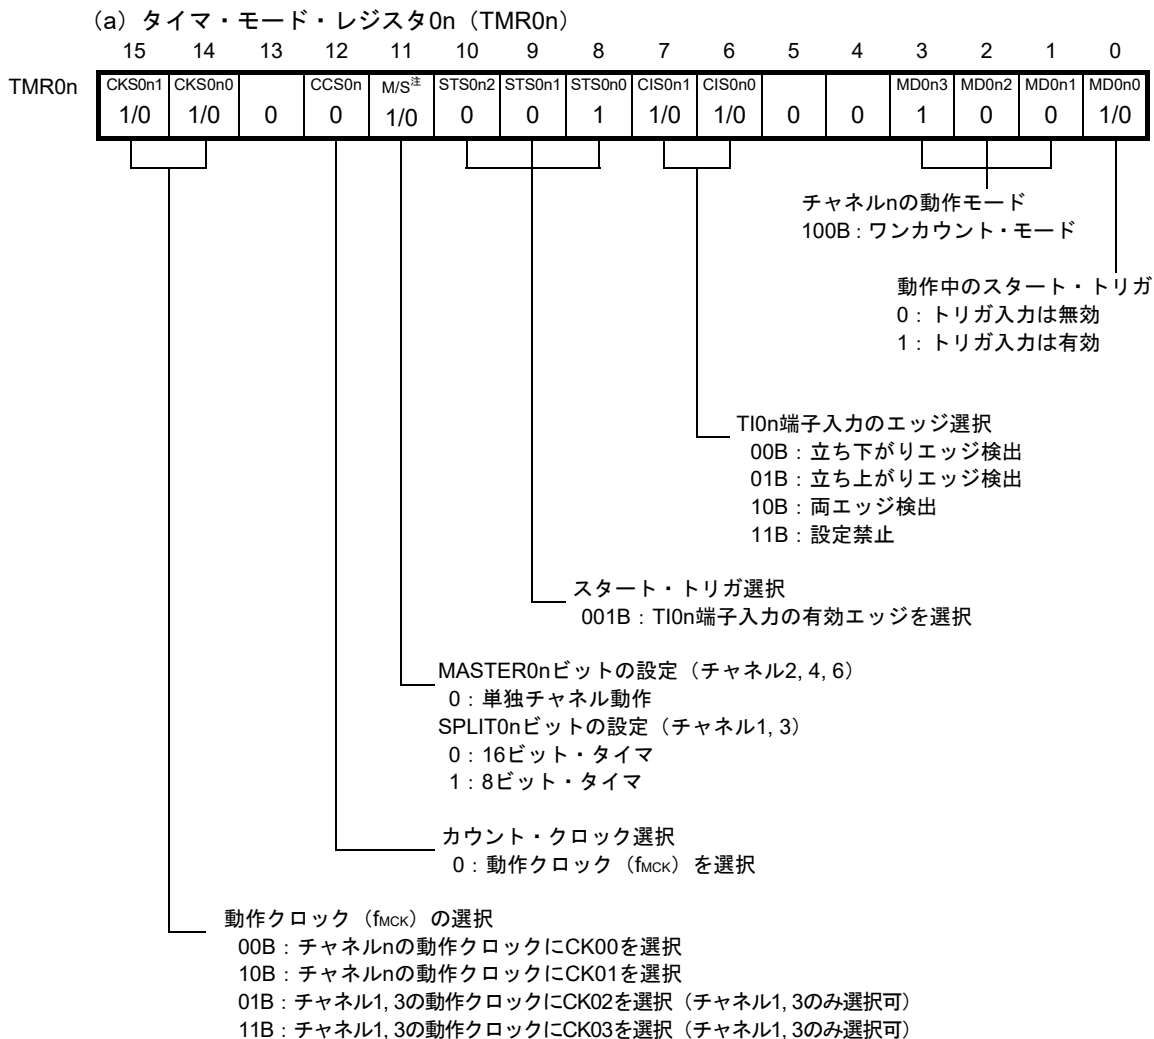 (a) タイマ・モード・レジスタ0n（TMR0n）
15 14 13 12 11 10 9 8 7 6 5 4 3 2 1 0
TMR0n CKS0n1 CKS0n0 CCS0n M/S注 STS0n2 STS0n1 STS0n0 CIS0n1 CIS0n0 MD0n3 MD0n2 MD0n1 MD0n0
1/0 1/0 0 0 1/0 0 0 1 1/0 1/0 0 0 1 0 0 1/0
チャネルnの動作モード
100B：ワンカウント・モード
動作中のスタート・トリガ
0：トリガ入力は無効
1：トリガ入力は有効
TI0n端子入力のエッジ選択
00B：立ち下がりエッジ検出
01B：立ち上がりエッジ検出
10B：両エッジ検出
11B：設定禁止
スタート・トリガ選択
001B：TI0n端子入力の有効エッジを選択
MASTER0nビットの設定（チャネル2, 4, 6）
0：単独チャネル動作
SPLIT0nビットの設定（チャネル1, 3）
0：16ビット・タイマ
1：8ビット・タイマ
カウント・クロック選択
0：動作クロック（fMCK）を選択
動作クロック（fMCK）の選択
00B：チャネルnの動作クロックにCK00を選択
10B：チャネルnの動作クロックにCK01を選択
01B：チャネル1, 3の動作クロックにCK02を選択（チャネル1, 3のみ選択可）
11B：チャネル1, 3の動作クロックにCK03を選択（チャネル1, 3のみ選択可）